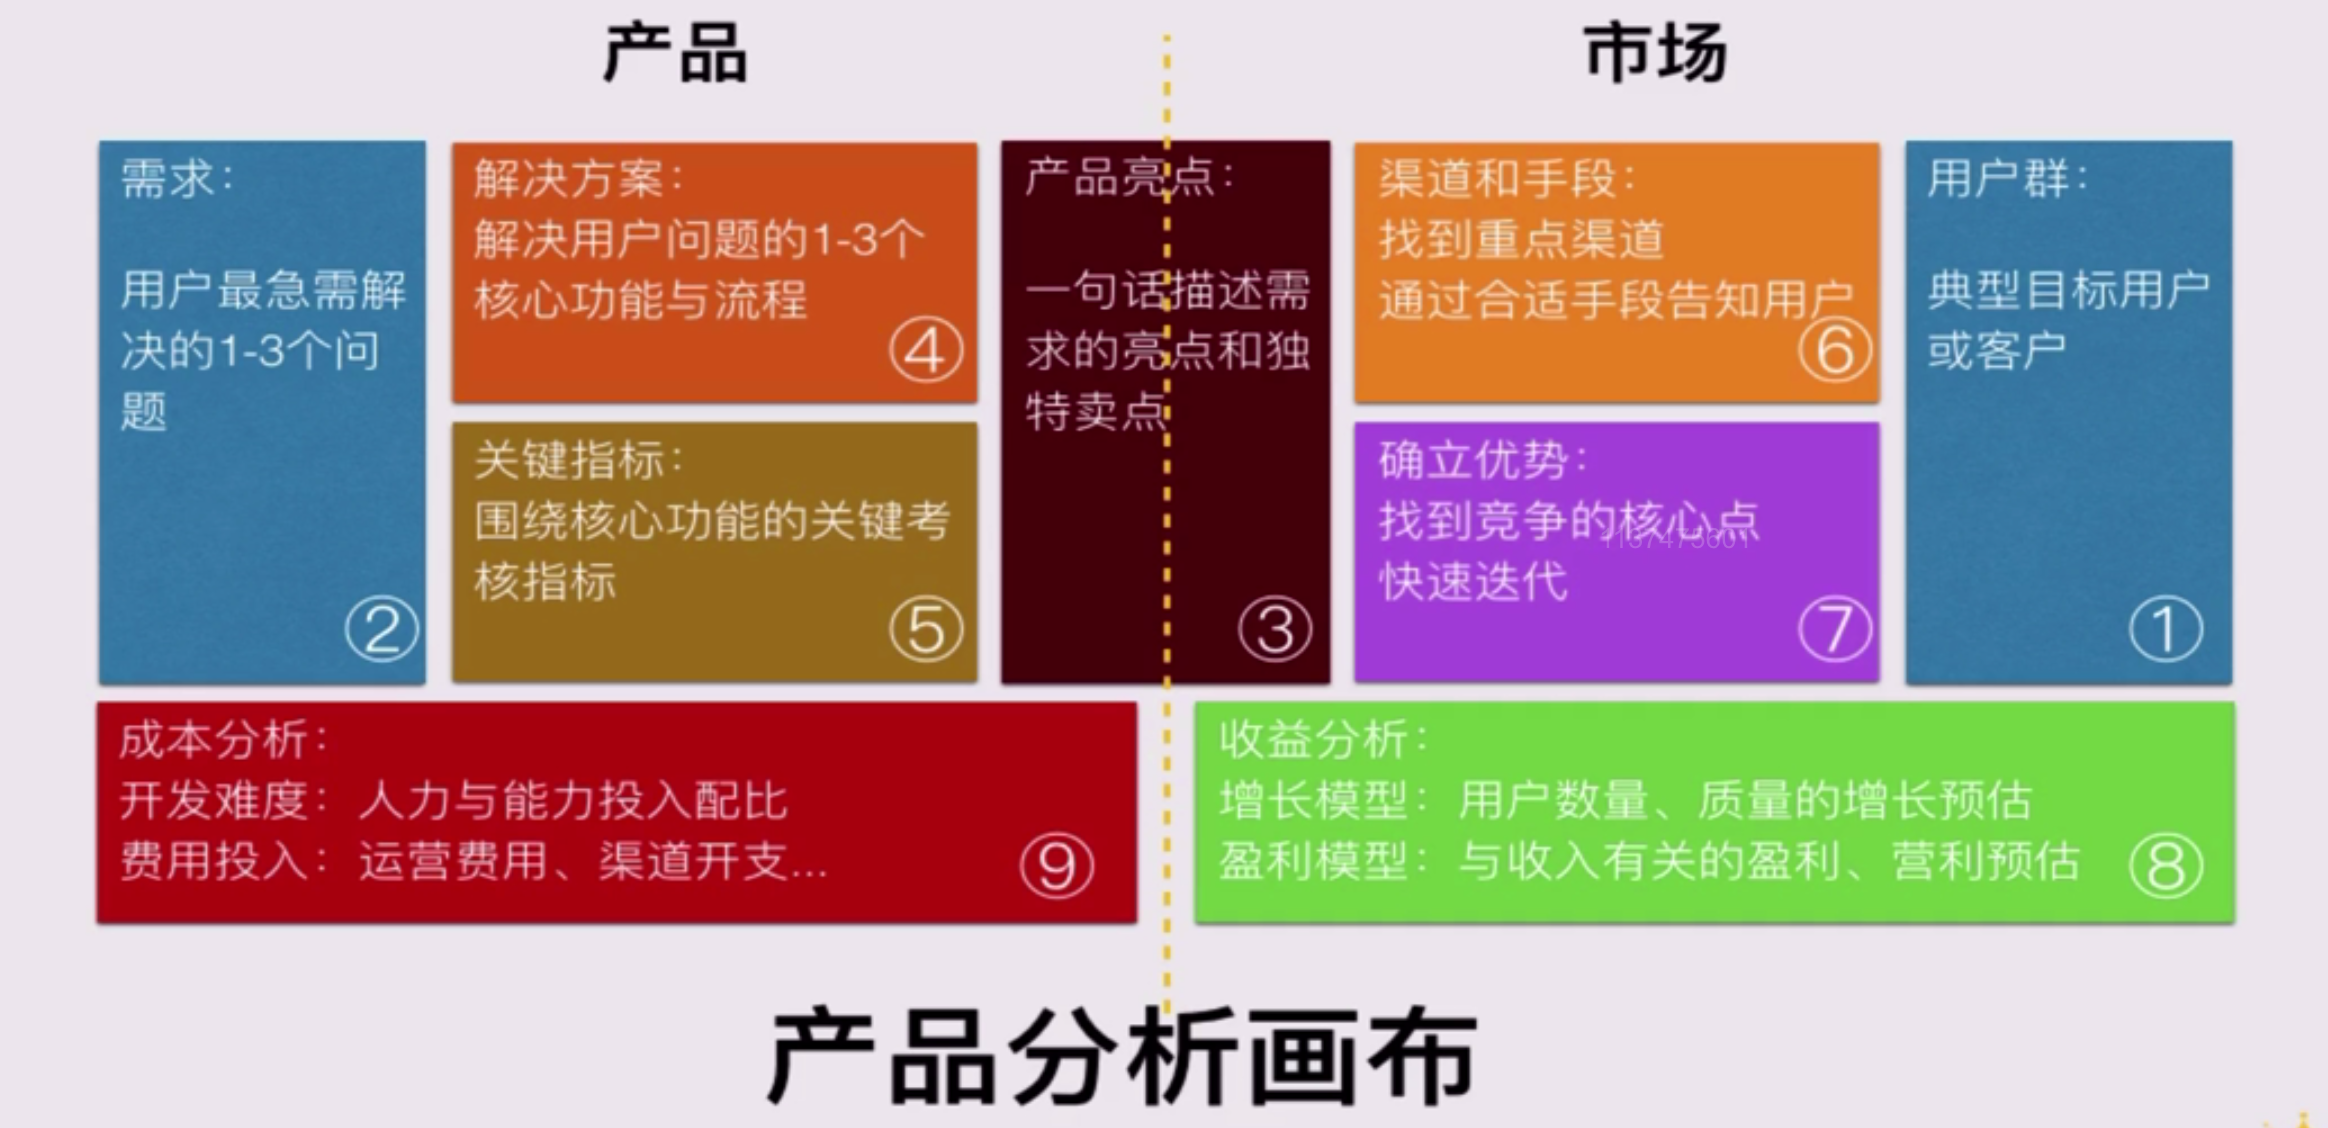 产品
市场
需求：
用户最急需解
决的1-3个问
题
②
解决方案：
解决用户问题的1-3个
核心功能与流程
④
关键指标：
围绕核心功能的关键考
核指标
⑤
产品亮点：
一句话描述需
求的亮点和独
特卖点
③
渠道和手段：
找到重点渠道
通过合适手段告知用户
⑥
确立优势：
找到竞争的核心点
快速迭代
⑦
用户群：
典型目标用户
或客户
①
成本分析：
开发难度：人力与能力投入配比
费用投入：运营费用、渠道开支...
⑨
收益分析：
增长模型：用户数量、质量的增长预估
盈利模型：与收入有关的盈利、营利预估
⑧
产品分析画布